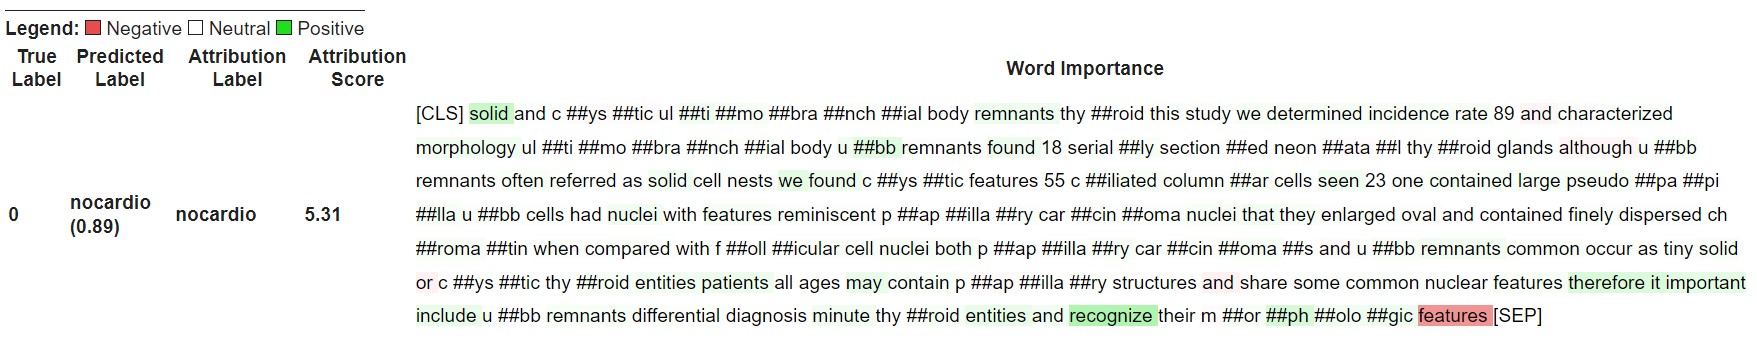 Legend: Negative Neutral Positive
True Label Predicted Label Attribution Label Attribution Score Word Importance
0 nocardio (0.89) nocardio 5.31
[CLS] solid and c ##ys ##tic ul ##ti ##mo ##bra ##nch ##ial body remnants thy ##roid this study we determined incidence rate 89 and characterized
morphology ul ##ti ##mo ##bra ##nch ##ial body u ##bb remnants found 18 serial ##ly section ##ed neon ##ata ##l thy ##roid glands although u ##bb
remnants often referred as solid cell nests we found c ##ys ##tic features 55 c ##iliated column ##ar cells seen 23 one contained large pseudo ##pa ##pi
##lla u ##bb cells had nuclei with features reminiscent p ##ap ##illa ##ry car ##cin ##oma nuclei that they enlarged oval and contained finely dispersed ch
##roma ##tin when compared with f ##oll ##icular cell nuclei both p ##ap ##illa ##ry car ##cin ##oma ##s and u ##bb remnants common occur as tiny solid
or c ##ys ##tic thy ##roid entities patients all ages may contain p ##ap ##illa ##ry structures and share some common nuclear features therefore it important
include u ##bb remnants differential diagnosis minute thy ##roid entities and recognize their m ##or ##ph ##olo ##gic features [SEP]